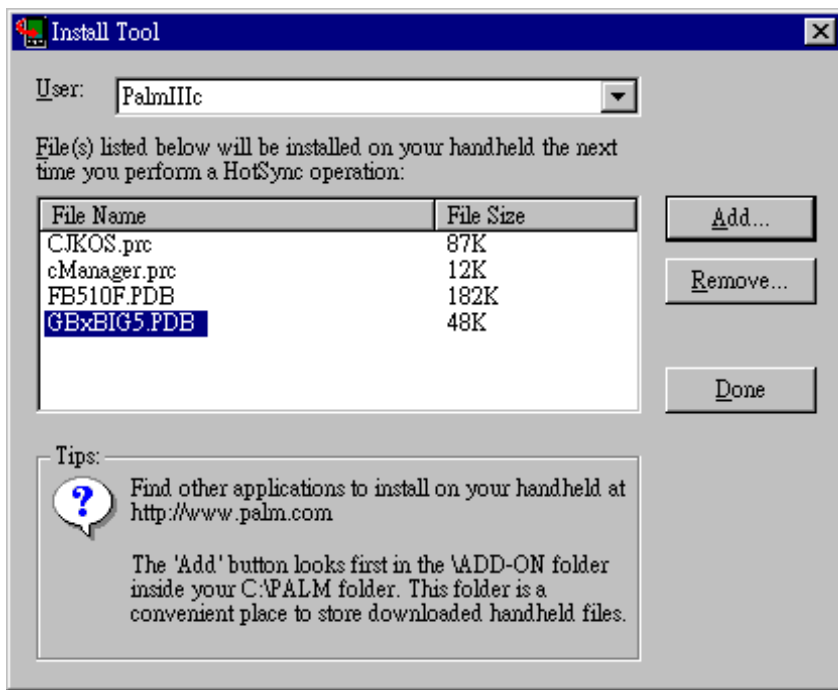 Install Tool
User: PalmIIIc
File(s) listed below will be installed on your handheld the next
time you perform a HotSync operation:
File Name File Size
CJKOS.prc 87K
cManager.prc 12K
FB510F.PDB 182K
GBxBIG5.PDB 48K
Add...
Remove...
Done
Tips:
Find other applications to install on your handheld at
http://www.palm.com
The 'Add' button looks first in the \ADD-ON folder
inside your C:\PALM folder. This folder is a
convenient place to store downloaded handheld files.